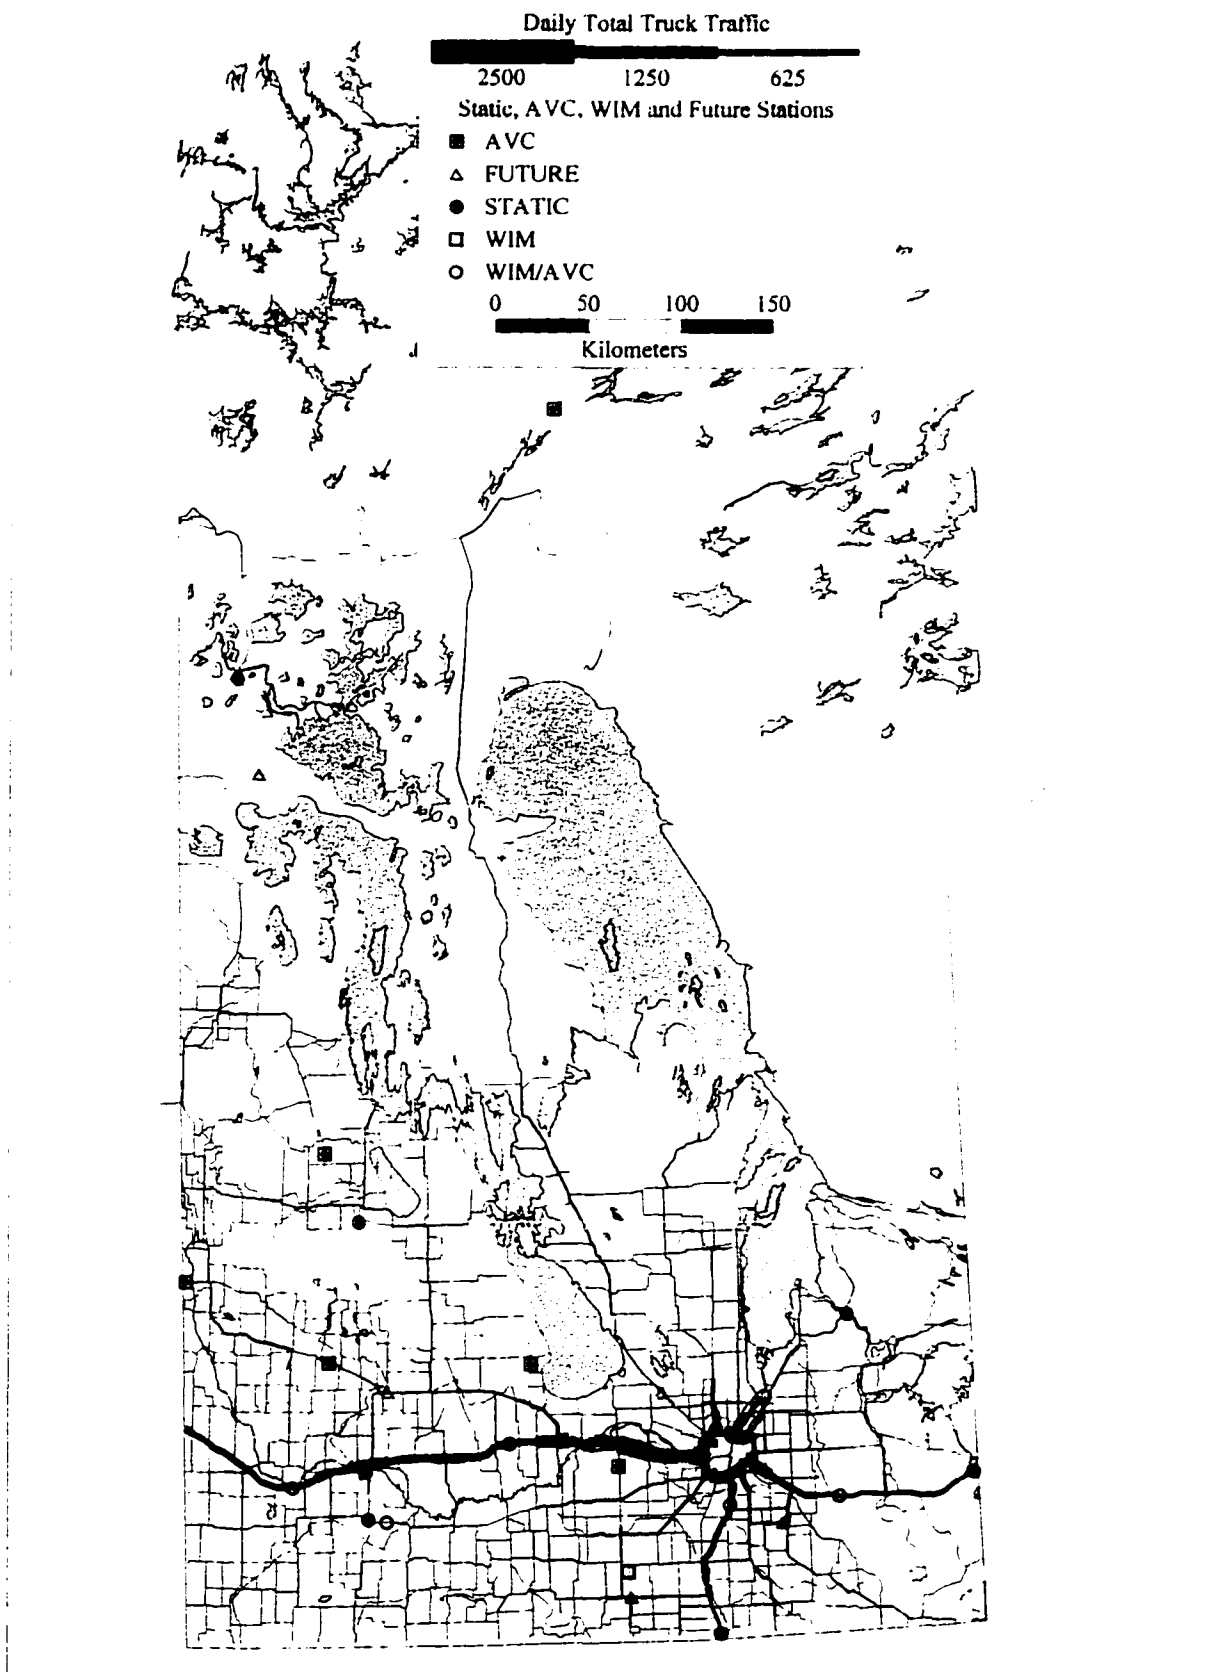 Daily Total Truck Traffic
2500 1250 625
Static, AVC, WIM and Future Stations
AVC
FUTURE
STATIC
WIM
WIM/AVC
0 50 100 150
Kilometers